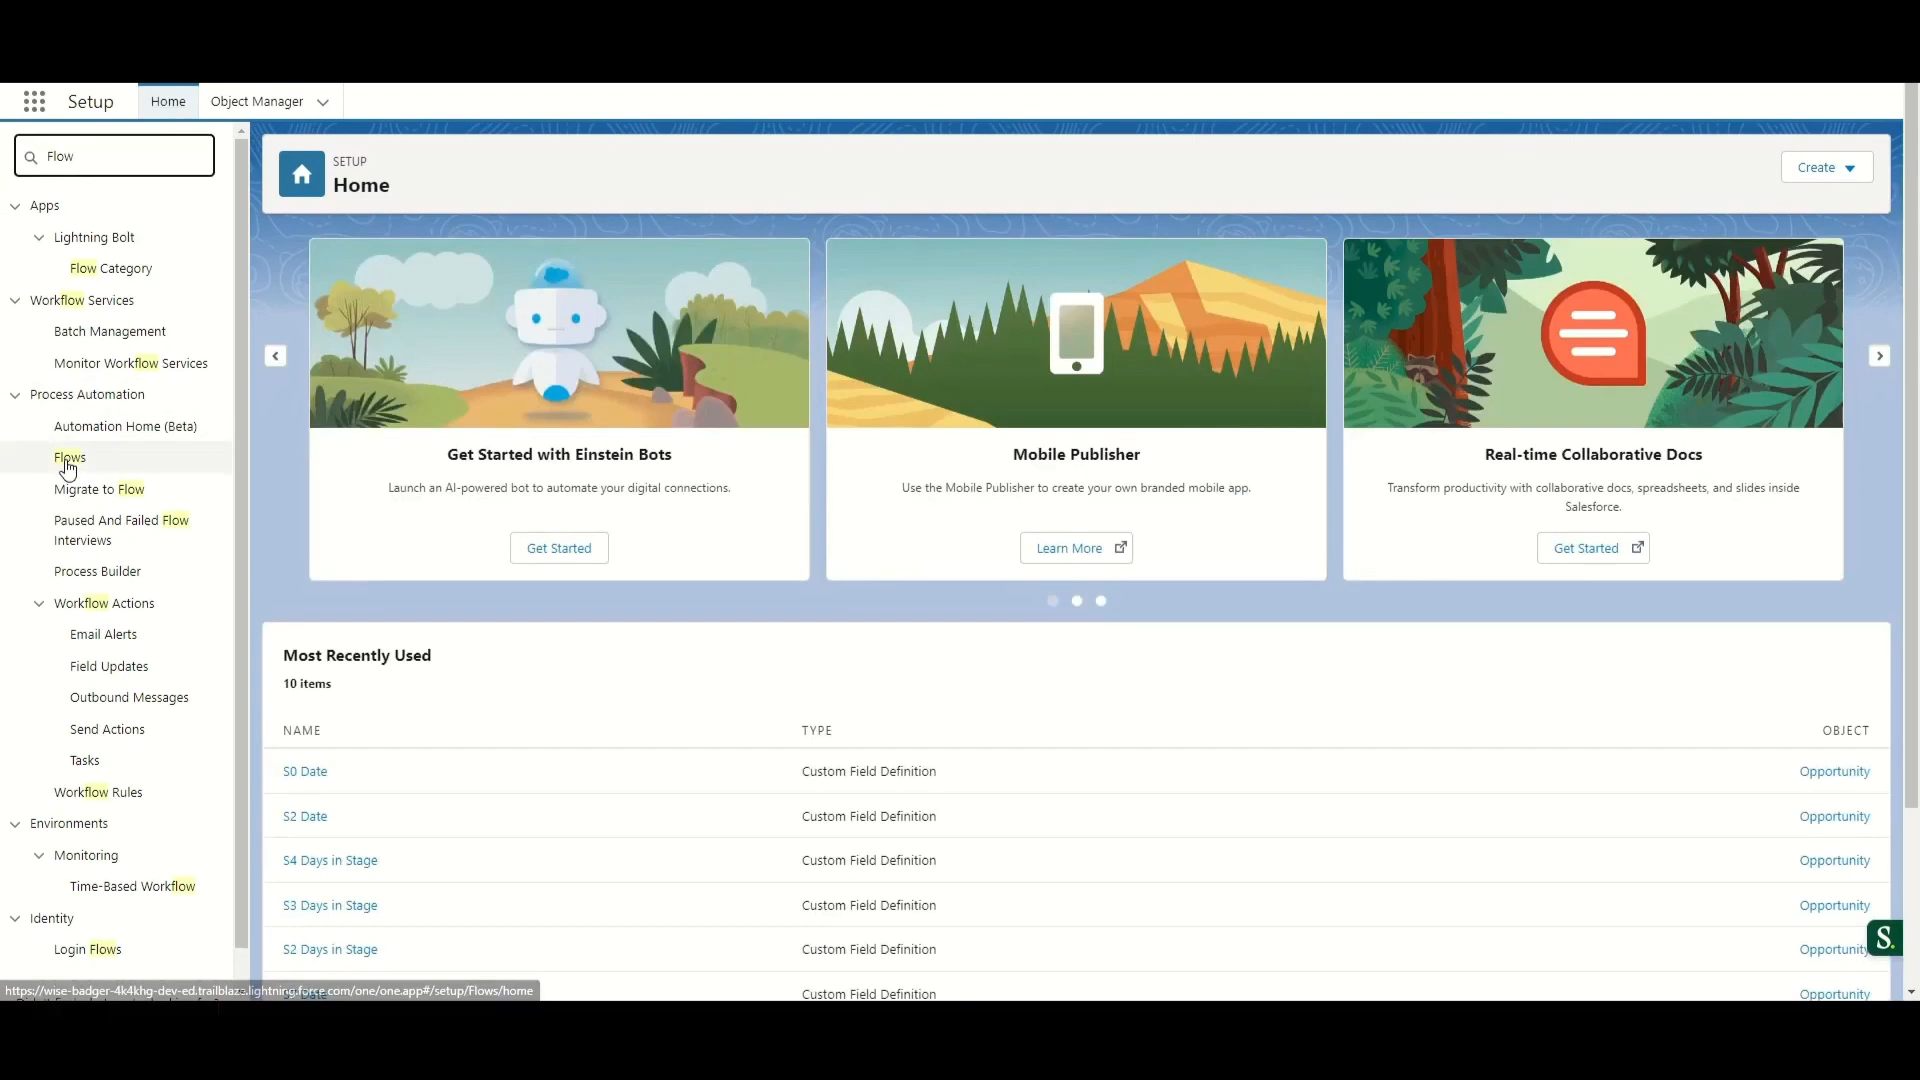 Setup
Home
Object Manager
Flow
SETUP
Home
Create
Apps
Lightning Bolt
Flow Category
Workflow Services
Batch Management
Monitor Workflow Services
Process Automation
Automation Home (Beta)
Flows
Migrate to Flow
Paused And Failed Flow
Interviews
Process Builder
Workflow Actions
Email Alerts
Field Updates
Outbound Messages
Send Actions
Tasks
Workflow Rules
Environments
Monitoring
Time-Based Workflow
Identity
Login Flows
Get Started with Einstein Bots
Launch an AI-powered bot to automate your digital connections.
Get Started
Mobile Publisher
Use the Mobile Publisher to create your own branded mobile app.
Learn More
Real-time Collaborative Docs
Transform productivity with collaborative docs, spreadsheets, and slides inside
Salesforce.
Get Started
Most Recently Used
10 items
NAME TYPE OBJECT
S0 Date Custom Field Definition Opportunity
S2 Date Custom Field Definition Opportunity
S4 Days in Stage Custom Field Definition Opportunity
S3 Days in Stage Custom Field Definition Opportunity
S2 Days in Stage Custom Field Definition Opportunity
Custom Field Definition Opportunity
S.
https://wise-badger-4k4khg-dev-ed.trailblaze.lightning.force.com/one/one.app#/setup/Flows/home